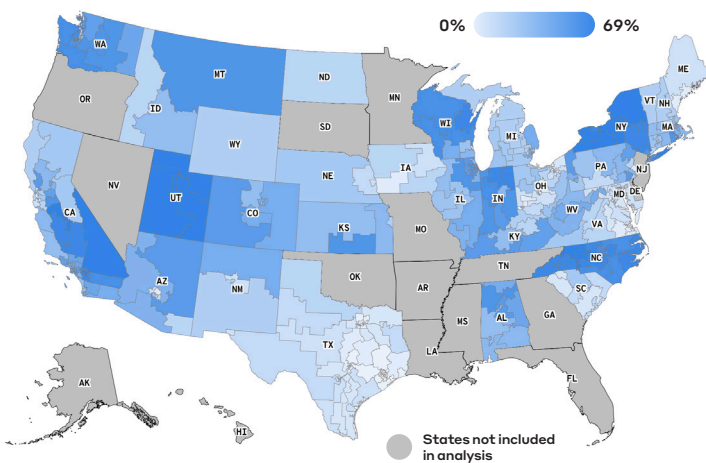 0% 69%
WA
MT
ND
ME
OR
ID
MN
VT NH
SD
WI
NY
MA
WY
MI
IA
PA
NJ
NE
OH
NV
UT
IL
IN
MD DE
CO
WV
CA
KS
VA
MO
KY
NC
AZ
OK
TN
NM
AR
SC
MS
AL
GA
TX
LA
FL
AK
HI
States not included
in analysis